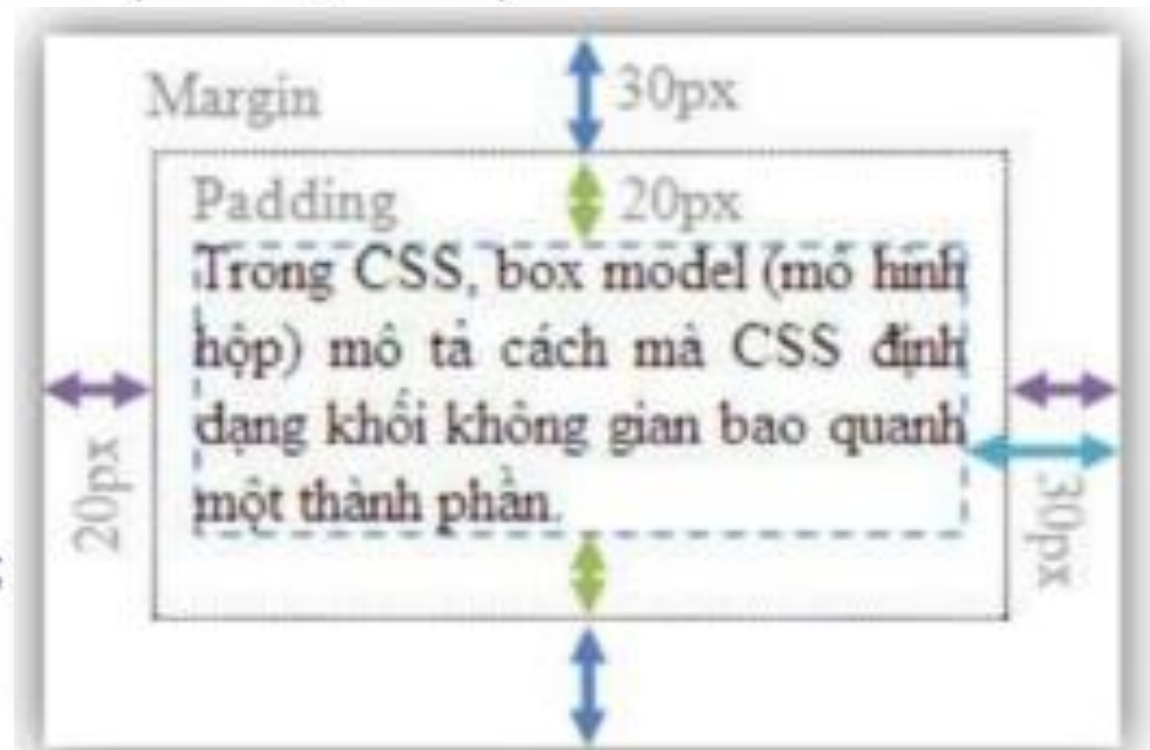 Margin
30px
Padding
20px
Trong CSS, box model (mô hình
hộp) mô tả cách mà CSS định
dạng khối không gian bao quanh
một thành phần.
20px
30px